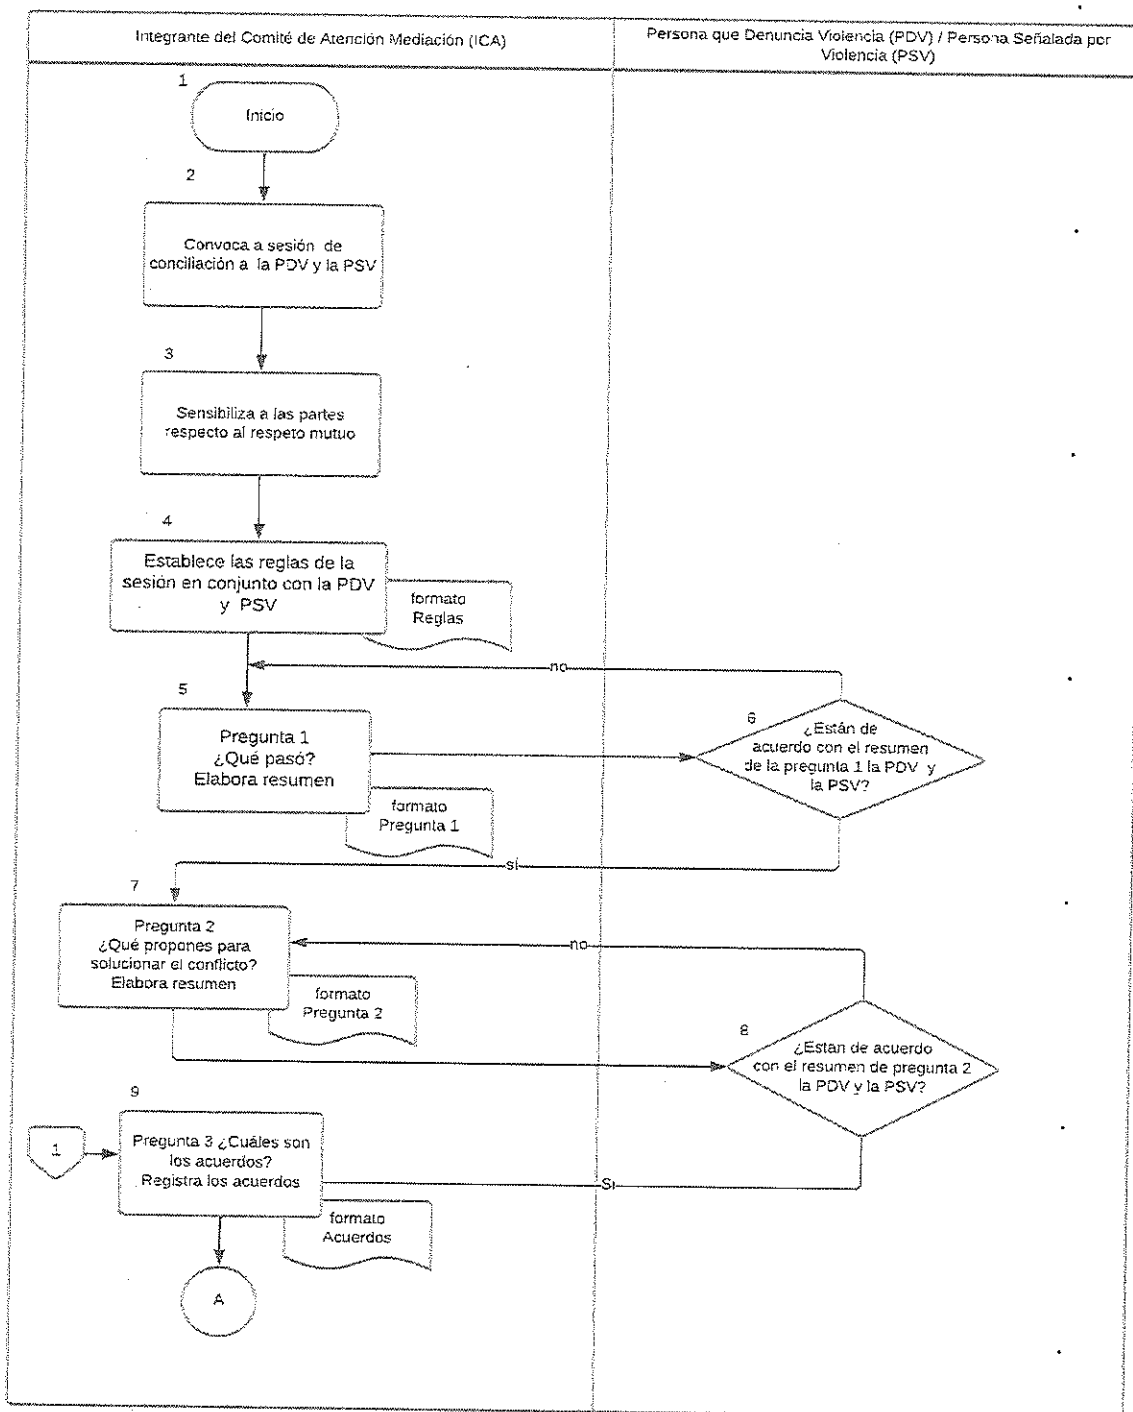 Integrante del Comité de Atención Mediación (ICA)
Persona que Denuncia Violencia (PDV) / Persona Señalada por
Violencia (PSV)
1
Inicio
2
Convoca a sesión de
conciliación a la PDV y la PSV
3
Sensibiliza a las partes
respecto al respeto mutuo
4
Establece las reglas de la
sesión en conjunto con la PDV
y PSV
formato
Reglas
no
5
Pregunta 1
¿Qué pasó?
Elabora resumen
formato
Pregunta 1
6
¿Están de
acuerdo con el resumen
de la pregunta 1 la PDV y
la PSV?
sí
7
Pregunta 2
¿Qué propones para
solucionar el conflicto?
Elabora resumen
formato
Pregunta 2
no
8
¿Estan de acuerdo
con el resumen de pregunta 2
la PDV y la PSV?
9
1
Pregunta 3 ¿Cuáles son
los acuerdos?
Registra los acuerdos
Si
formato
Acuerdos
A